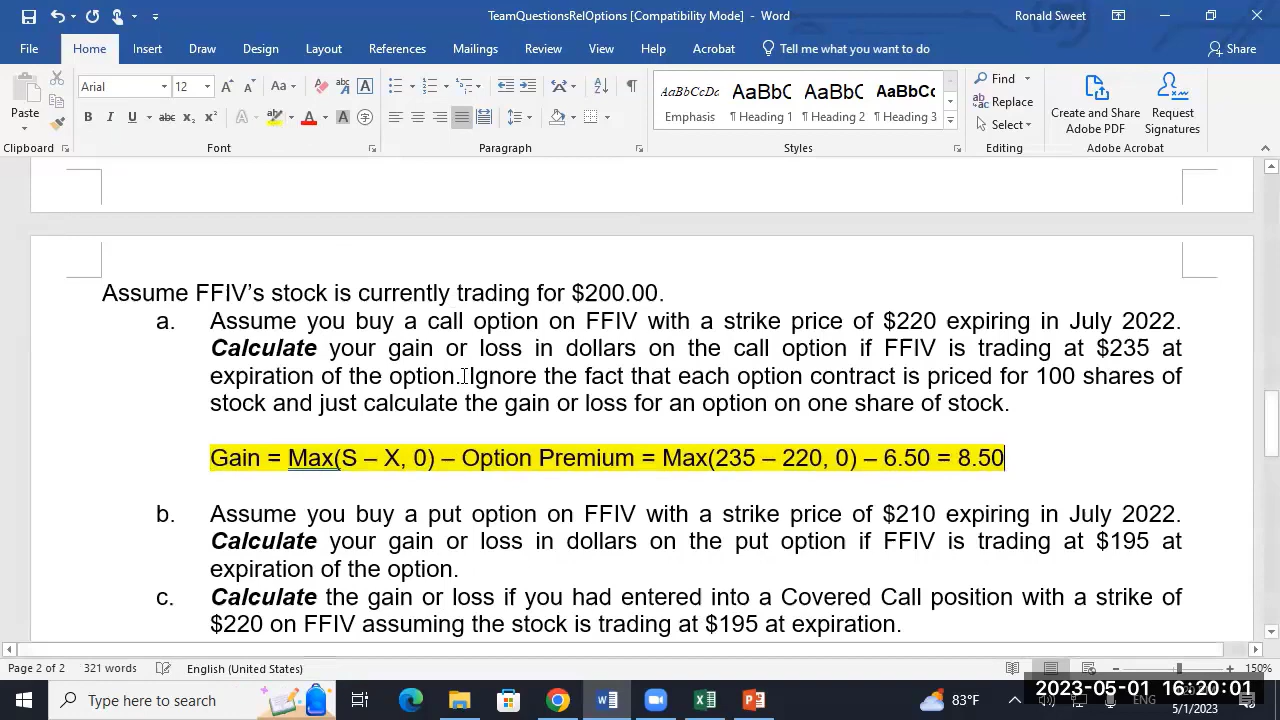 TeamQuestionsRelOptions [Compatibility Mode] - Word
Ronald Sweet
File Home Insert Draw Design Layout References Mailings Review View Help Acrobat Tell me what you want to do Share
Paste
Clipboard
Arial 12
Font
Paragraph
AaBbCcDc AaBbC AaBbC AaBbCc
Emphasis ¶ Heading 1 ¶ Heading 2 ¶ Heading 3
Styles
Find
Replace
Select
Editing
Create and Share Adobe PDF
Request Signatures
Adobe Acrobat
Assume FFIV’s stock is currently trading for $200.00.
a. Assume you buy a call option on FFIV with a strike price of $220 expiring in July 2022.
Calculate your gain or loss in dollars on the call option if FFIV is trading at $235 at
expiration of the option. Ignore the fact that each option contract is priced for 100 shares of
stock and just calculate the gain or loss for an option on one share of stock.
Gain = Max(S – X, 0) – Option Premium = Max(235 – 220, 0) – 6.50 = 8.50
b. Assume you buy a put option on FFIV with a strike price of $210 expiring in July 2022.
Calculate your gain or loss in dollars on the put option if FFIV is trading at $195 at
expiration of the option.
c. Calculate the gain or loss if you had entered into a Covered Call position with a strike of
$220 on FFIV assuming the stock is trading at $195 at expiration.
Page 2 of 2 321 words English (United States) 150%
Type here to search
83°F
ENG
2023-05-01 16:20:01
5/1/2023